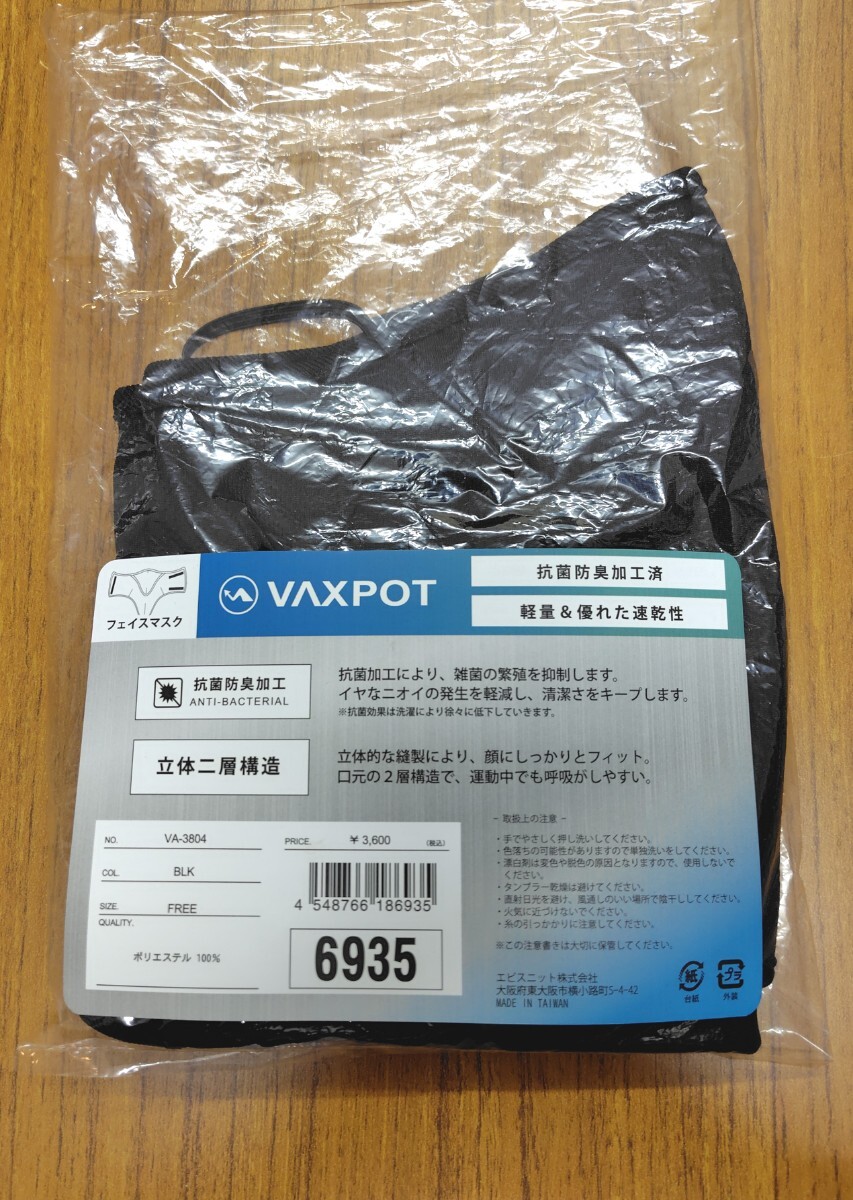 フェイスマスク
VAXPOT
抗菌防臭加工済
軽量＆優れた速乾性
抗菌防臭加工
ANTI-BACTERIAL
抗菌加工により、雑菌の繁殖を抑制します。
イヤなニオイの発生を軽減し、清潔さをキープします。
※抗菌効果は洗濯により徐々に低下していきます。
立体二層構造
立体的な縫製により、顔にしっかりとフィット。
口元の２層構造で、運動中でも呼吸がしやすい。
NO. VA-3804
COL. BLK
SIZE. FREE
QUALITY.
ポリエステル 100%
PRICE. ¥ 3,600 (税込)
4 548766 186935
6935
- 取扱上の注意 -
・手でやさしく押し洗いしてください。
・色落ちの可能性がありますので単独洗いをしてください。
・漂白剤は変色や脱色の原因となりますので、使用しないで
ください。
・タンブラー乾燥は避けてください。
・直射日光を避け、風通しのいい場所で陰干ししてください。
・火気に近づけないでください。
・糸の引っかかりに注意してください。
※この注意書きは大切に保管してください。
エビスニット株式会社
大阪府東大阪市横小路町5-4-42
MADE IN TAIWAN
紙
台紙
プラ
外装